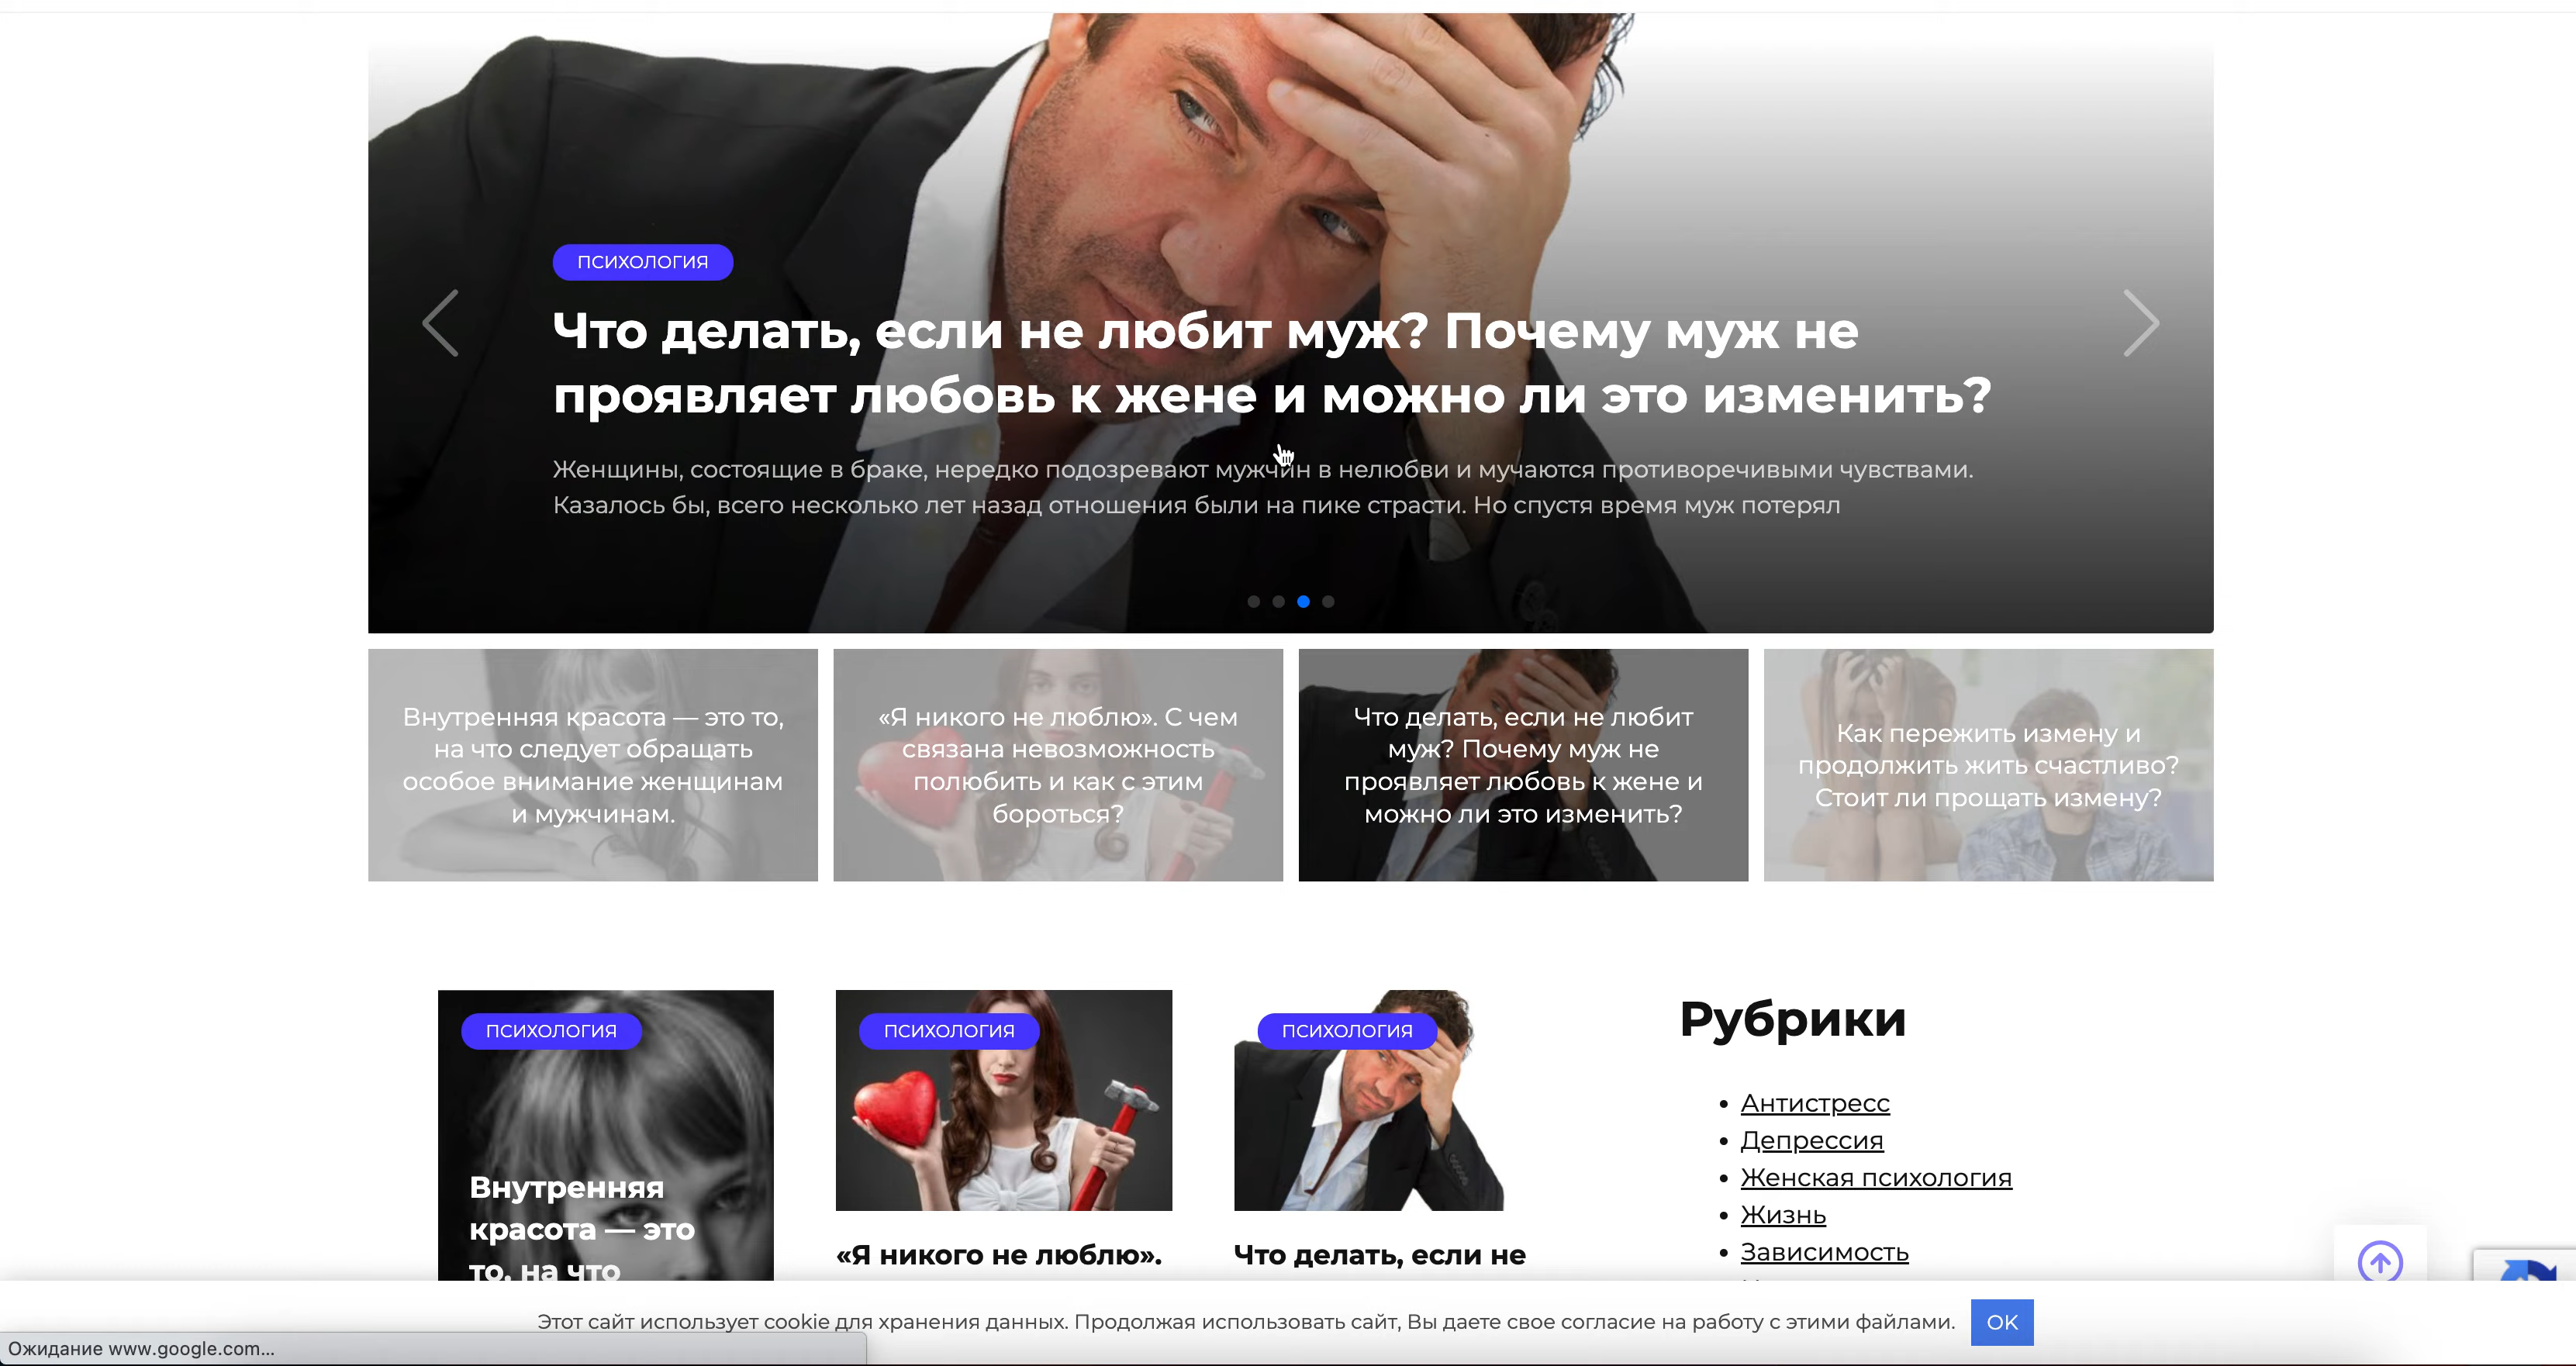 ПСИХОЛОГИЯ
Что делать, если не любит муж? Почему муж не
проявляет любовь к жене и можно ли это изменить?
Женщины, состоящие в браке, нередко подозревают мужчин в нелюбви и мучаются противоречивыми чувствами.
Казалось бы, всего несколько лет назад отношения были на пике страсти. Но спустя время муж потерял
Внутренняя красота — это то,
на что следует обращать
особое внимание женщинам
и мужчинам.
«Я никого не люблю». С чем
связана невозможность
полюбить и как с этим
бороться?
Что делать, если не любит
муж? Почему муж не
проявляет любовь к жене и
можно ли это изменить?
Как пережить измену и
продолжить жить счастливо?
Стоит ли прощать измену?
ПСИХОЛОГИЯ
Внутренняя
красота — это
то, на что
ПСИХОЛОГИЯ
«Я никого не люблю».
ПСИХОЛОГИЯ
Что делать, если не
Рубрики
Антистресс
Депрессия
Женская психология
Жизнь
Зависимость
Этот сайт использует cookie для хранения данных. Продолжая использовать сайт, Вы даете свое согласие на работу с этими файлами.
OK
Ожидание www.google.com...